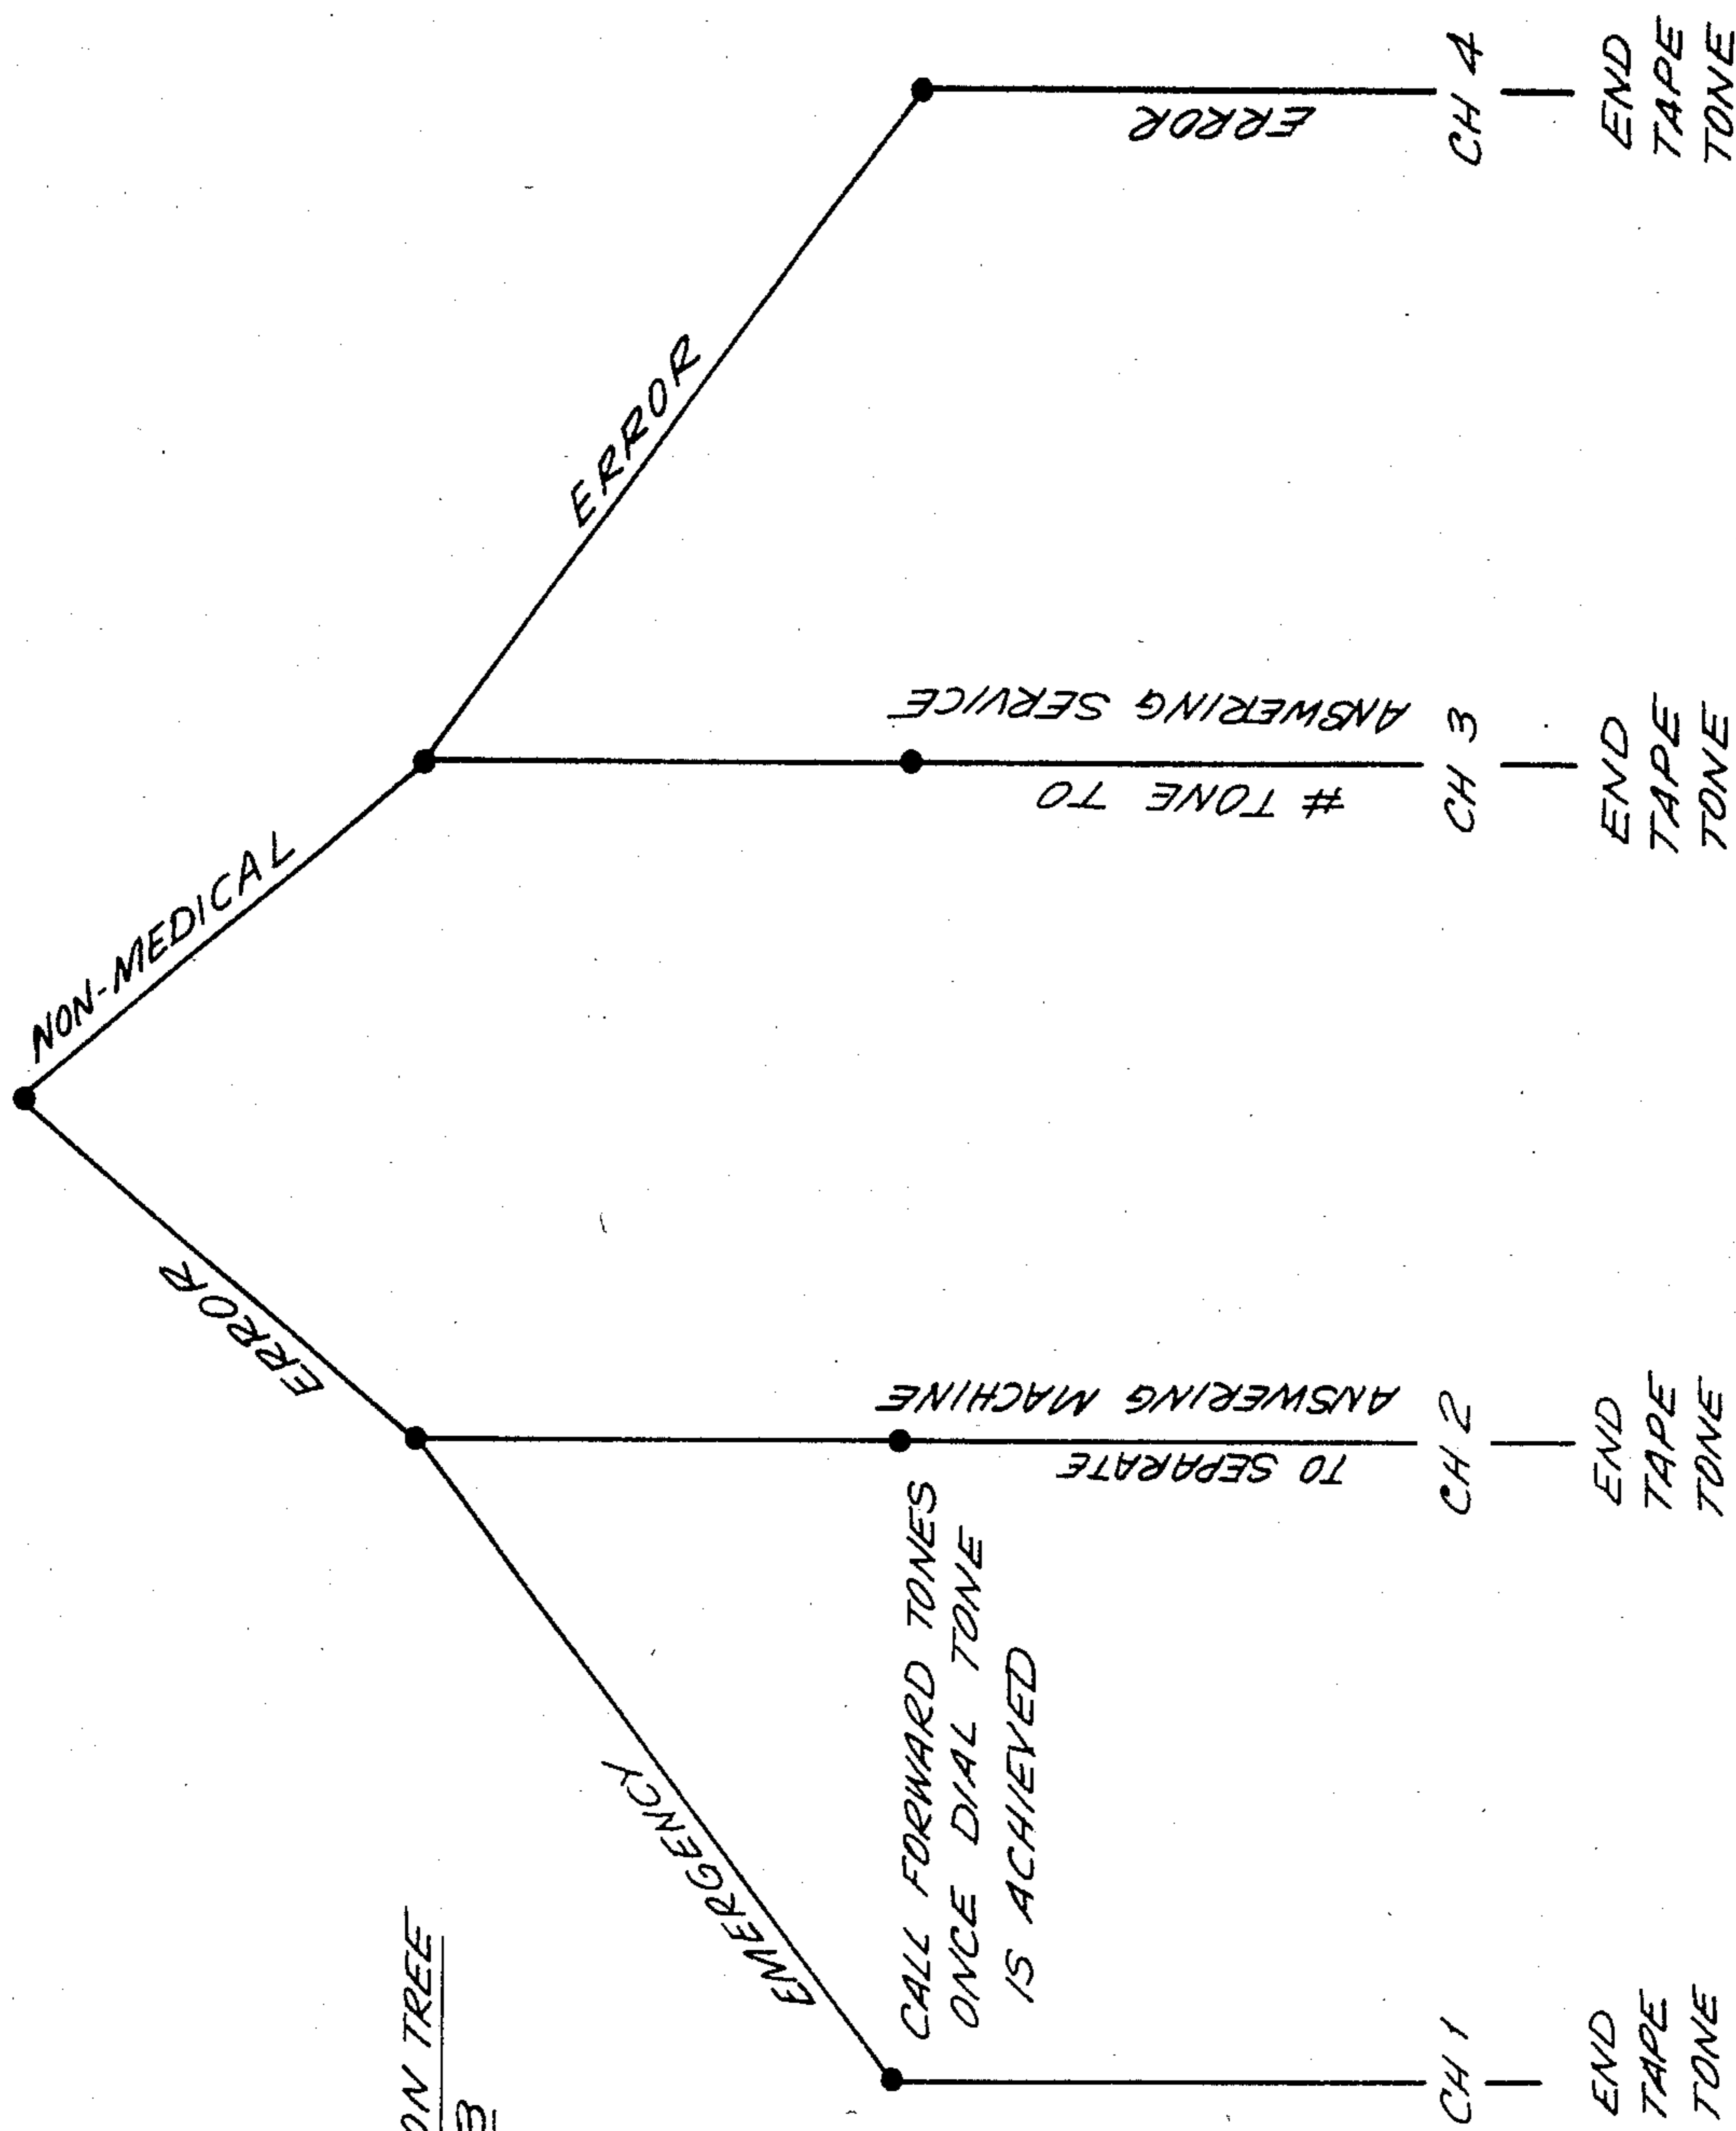 NON-MEDICAL
ERROR
ERROR
EMERGENCY
ON TREE
3
CALL FORWARD TONES
ONCE DIAL TONE
IS ACHIEVED
TO SEPARATE
ANSWERING MACHINE
# TONE TO
ANSWERING SERVICE
ERROR
CH 1
CH 2
CH 3
CH 4
END
TAPE
TONE
END
TAPE
TONE
END
TAPE
TONE
END
TAPE
TONE